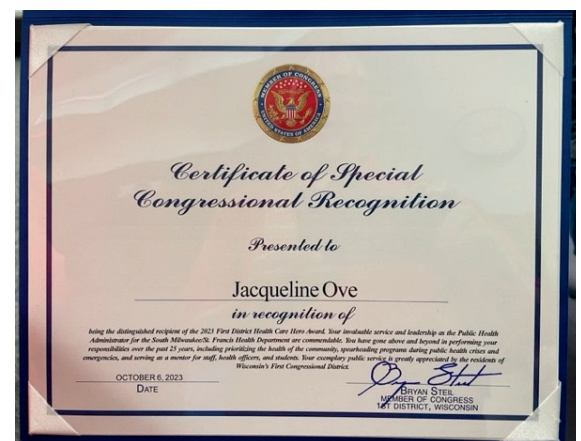 MEMBER OF CONGRESS
UNITED STATES OF AMERICA
Certificate of Special
Congressional Recognition
Presented to
Jacqueline Ove
in recognition of
being the distinguished recipient of the 2023 First District Health Care Hero Award. Your invaluable service and leadership as the Public Health
Administrator for the South Milwaukee/St. Francis Health Department are commendable. You have gone above and beyond in performing your
responsibilities over the past 25 years, including prioritizing the health of the community, spearheading programs during public health crises and
emergencies, and serving as a mentor for staff, health officers, and students. Your exemplary public service is greatly appreciated by the residents of
Wisconsin's First Congressional District.
OCTOBER 6, 2023
DATE
Bryan Steil
BRYAN STEIL
MEMBER OF CONGRESS
1ST DISTRICT, WISCONSIN